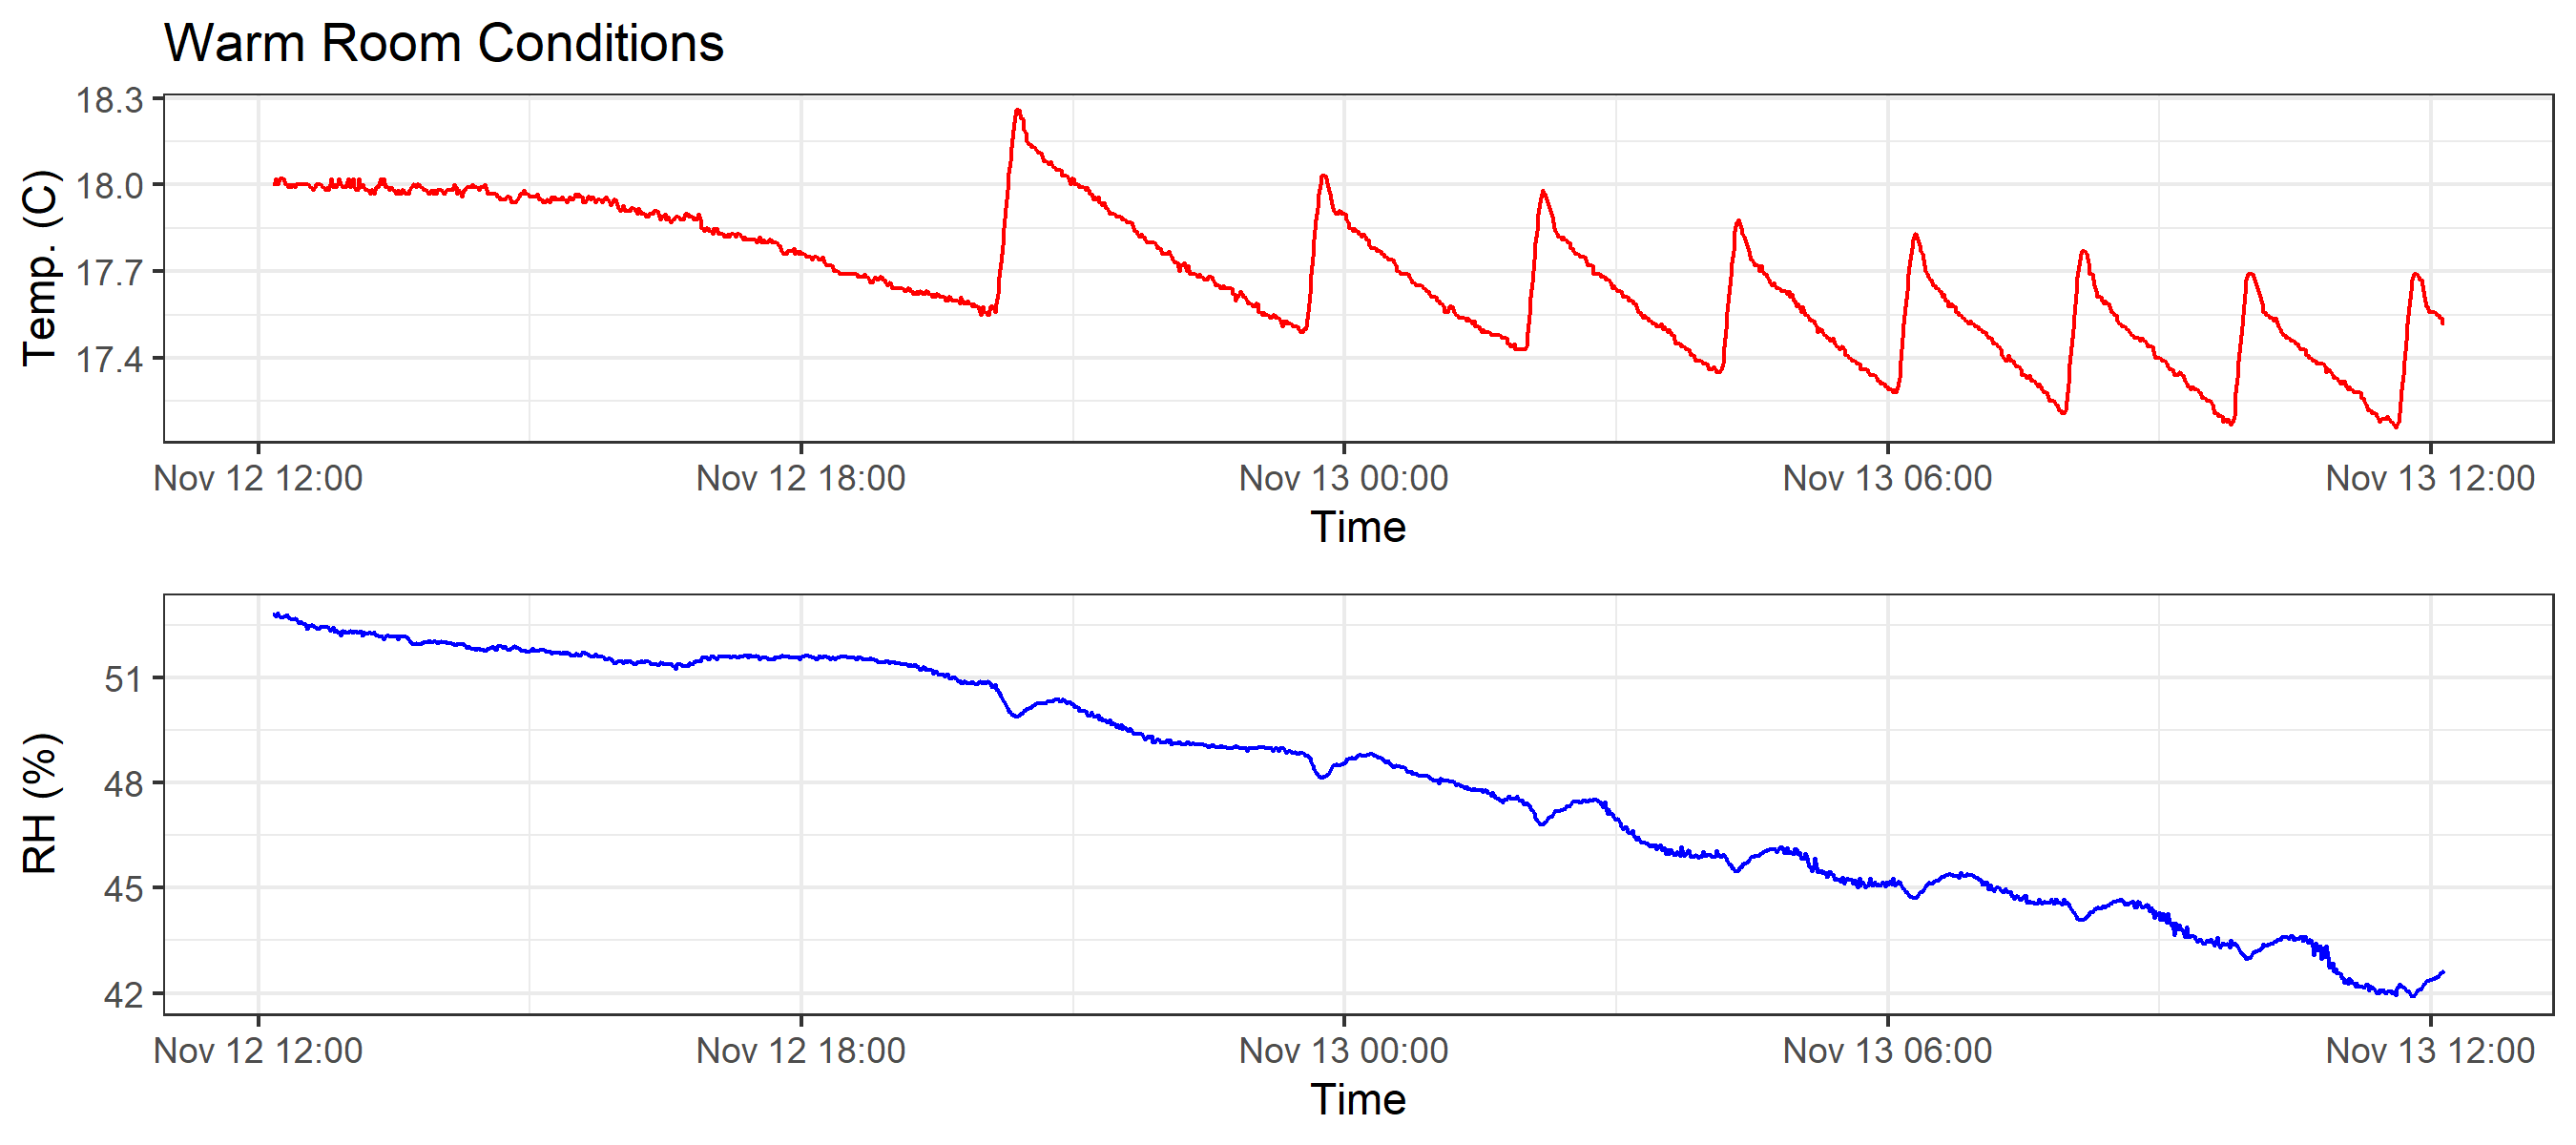 Warm Room Conditions
Temp. (C)
18.3
18.0
17.7
17.4
Nov 12 12:00 Nov 12 18:00 Nov 13 00:00 Nov 13 06:00 Nov 13 12:00
Time
RH (%)
51
48
45
42
Nov 12 12:00 Nov 12 18:00 Nov 13 00:00 Nov 13 06:00 Nov 13 12:00
Time